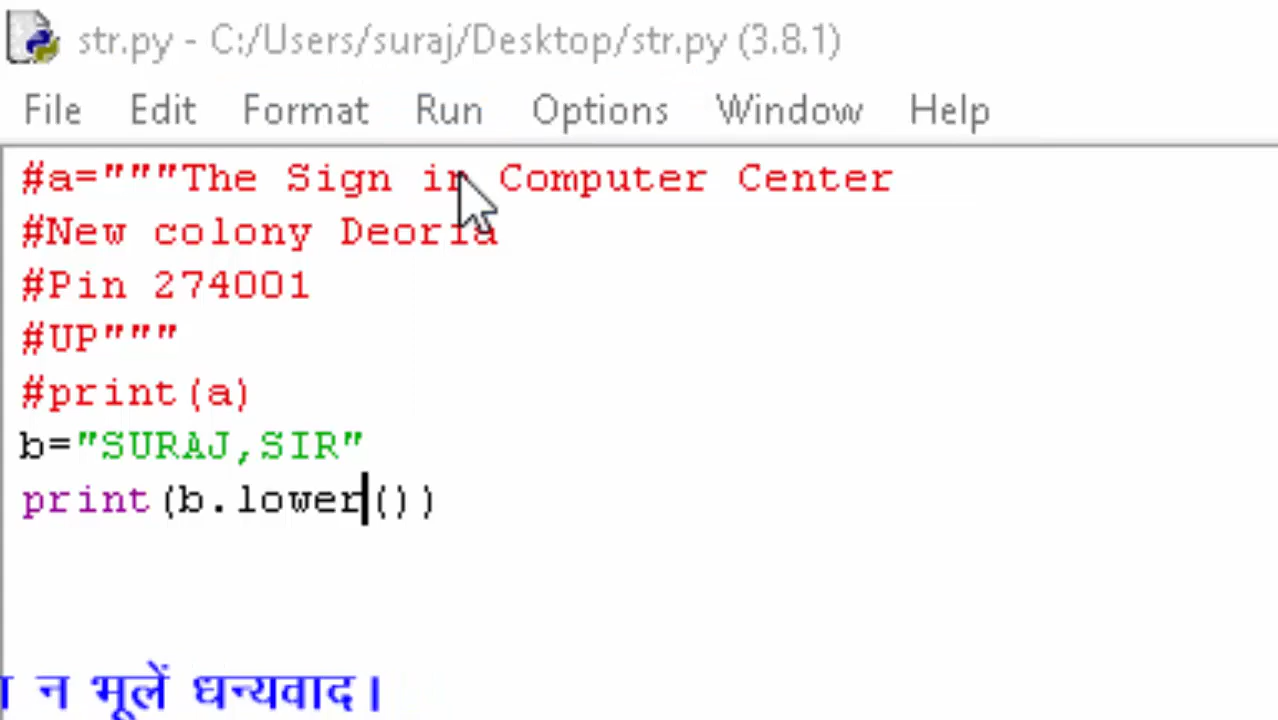 str.py - C:/Users/suraj/Desktop/str.py (3.8.1)
File Edit Format Run Options Window Help
#a="""The Sign in Computer Center
#New colony Deoria
#Pin 274001
#UP"""
#print(a)
b="SURAJ,SIR"
print(b.lower())
न भूलें धन्यवाद।